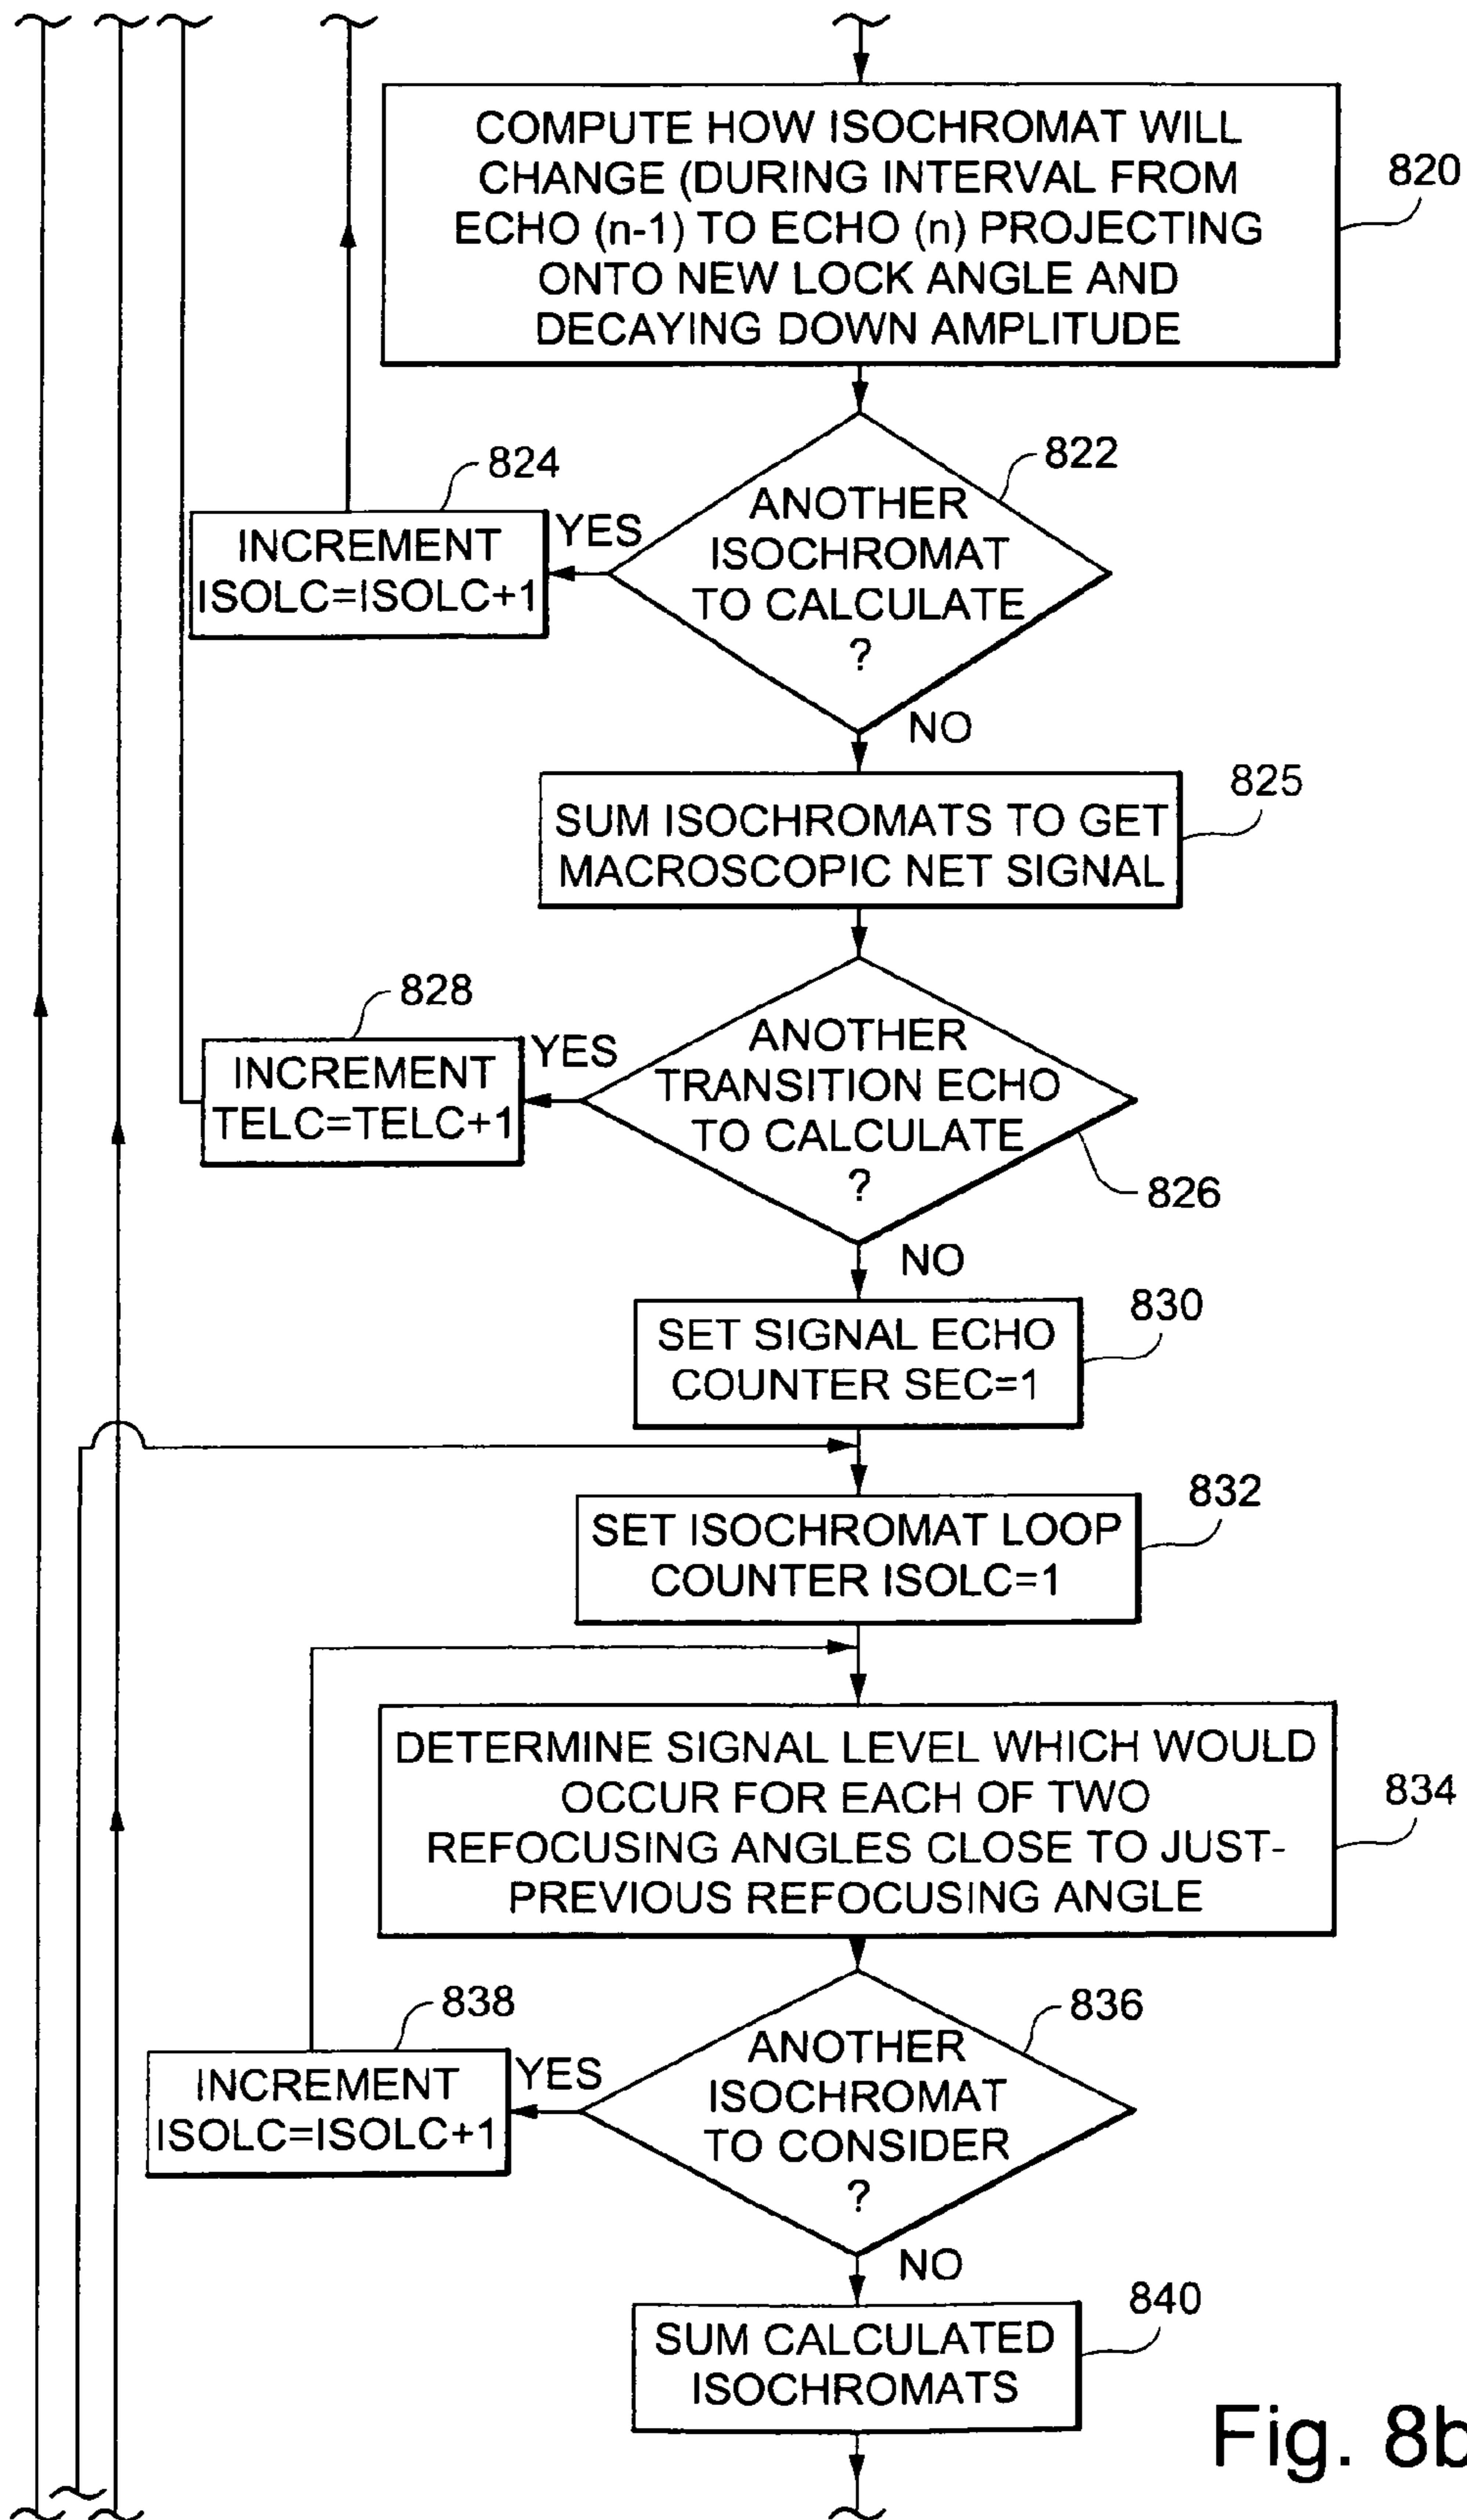 COMPUTE HOW ISOCHROMAT WILL
CHANGE (DURING INTERVAL FROM
ECHO (n-1) TO ECHO (n) PROJECTING
ONTO NEW LOCK ANGLE AND
DECAYING DOWN AMPLITUDE
820
822
824
ANOTHER
ISOCHROMAT
TO CALCULATE
?
YES
INCREMENT
ISOLC=ISOLC+1
NO
825
SUM ISOCHROMATS TO GET
MACROSCOPIC NET SIGNAL
828
ANOTHER
TRANSITION ECHO
TO CALCULATE
?
YES
INCREMENT
TELC=TELC+1
826
NO
830
SET SIGNAL ECHO
COUNTER SEC=1
832
SET ISOCHROMAT LOOP
COUNTER ISOLC=1
DETERMINE SIGNAL LEVEL WHICH WOULD
OCCUR FOR EACH OF TWO
REFOCUSING ANGLES CLOSE TO JUST-
PREVIOUS REFOCUSING ANGLE
834
838
836
ANOTHER
ISOCHROMAT
TO CONSIDER
?
YES
INCREMENT
ISOLC=ISOLC+1
NO
840
SUM CALCULATED
ISOCHROMATS
Fig. 8b